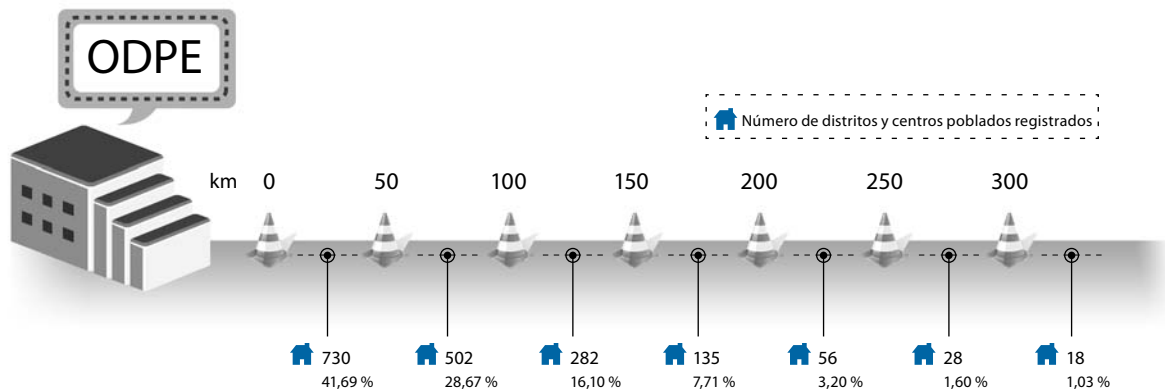 ODPE
Número de distritos y centros poblados registrados
km 0 50 100 150 200 250 300
730 502 282 135 56 28 18
41,69 % 28,67 % 16,10 % 7,71 % 3,20 % 1,60 % 1,03 %